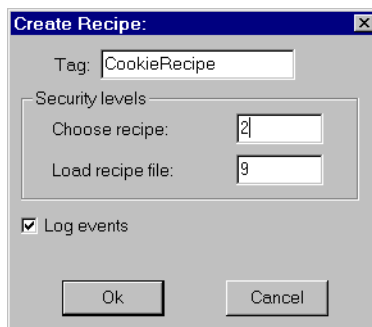 Create Recipe:
Tag: CookieRecipe
Security levels
Choose recipe: 2
Load recipe file: 9
Log events
Ok Cancel